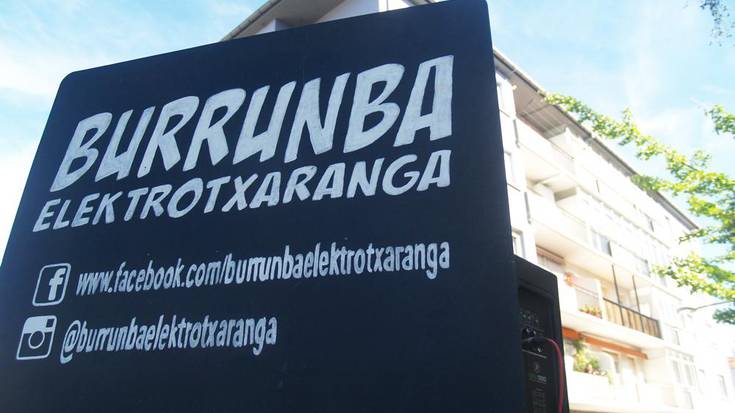 BURRUNBA
ELEKTROTXARANGA
www.facebook.com/burrunbaelektrotxaranga
@burrunbaelektrotxaranga